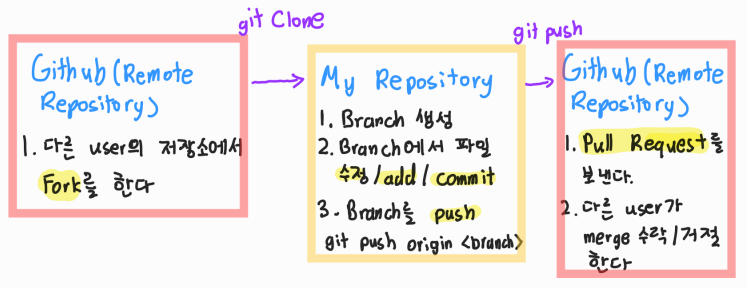 git Clone
git push
Github(Remote
Repository)
1. 다른 user의 저장소에서
Fork를 한다
My Repository
1. Branch 생성
2. Branch에서 파일
수정/add/commit
3. Branch를 push
git push origin <branch>
Github(Remote
Repository)
1. Pull Request를
보낸다.
2. 다른 user가
merge 수락/거절
한다